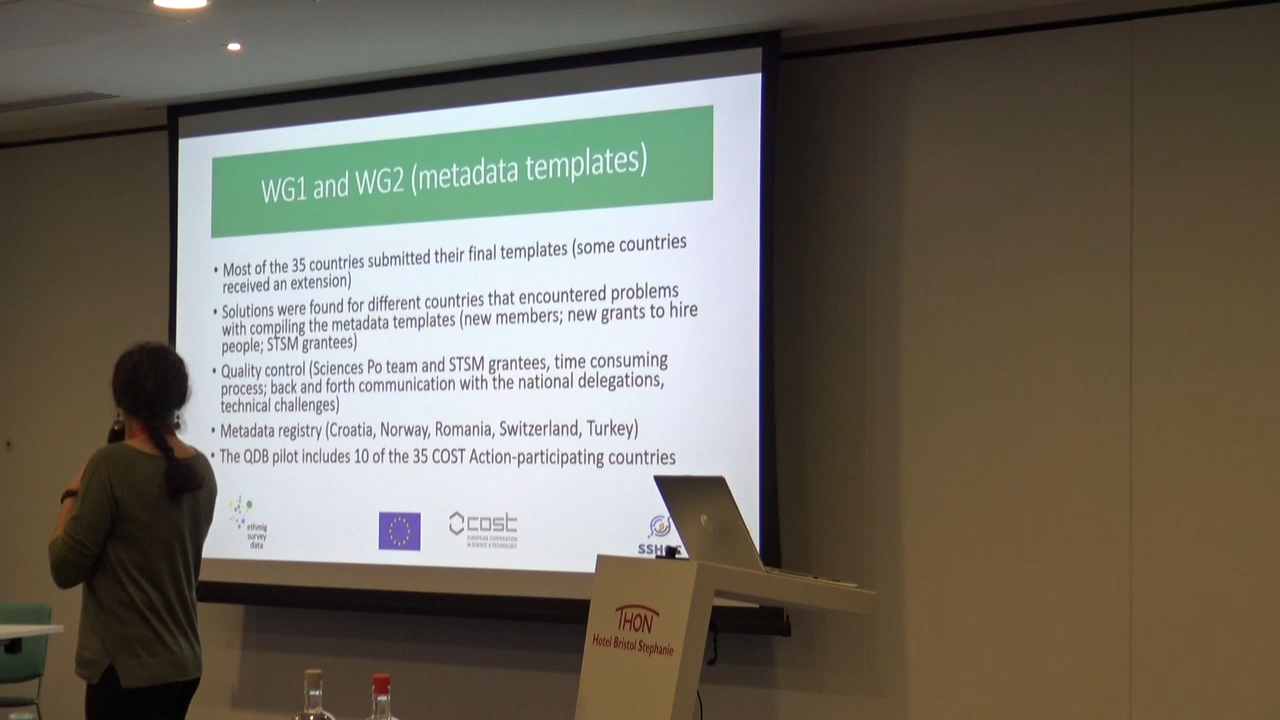 WG1 and WG2 (metadata templates)
• Most of the 35 countries submitted their final templates (some countries
received an extension)
• Solutions were found for different countries that encountered problems
with compiling the metadata templates (new members; new grants to hire
people; STSM grantees)
• Quality control (Sciences Po team and STSM grantees, time consuming
process; back and forth communication with the national delegations,
technical challenges)
• Metadata registry (Croatia, Norway, Romania, Switzerland, Turkey)
• The QDB pilot includes 10 of the 35 COST Action-participating countries
ethmig
survey
data
cost
EUROPEAN COOPERATION
IN SCIENCE & TECHNOLOGY
THON
Hotel Bristol Stephanie